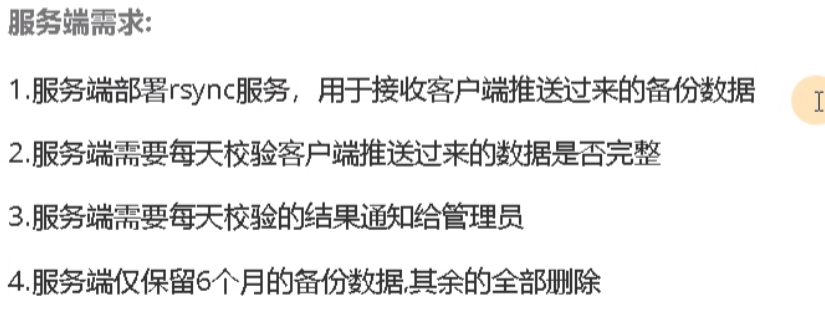 服务端需求:
1.服务端部署rsync服务，用于接收客户端推送过来的备份数据
2.服务端需要每天校验客户端推送过来的数据是否完整
3.服务端需要每天校验的结果通知给管理员
4.服务端仅保留6个月的备份数据,其余的全部删除